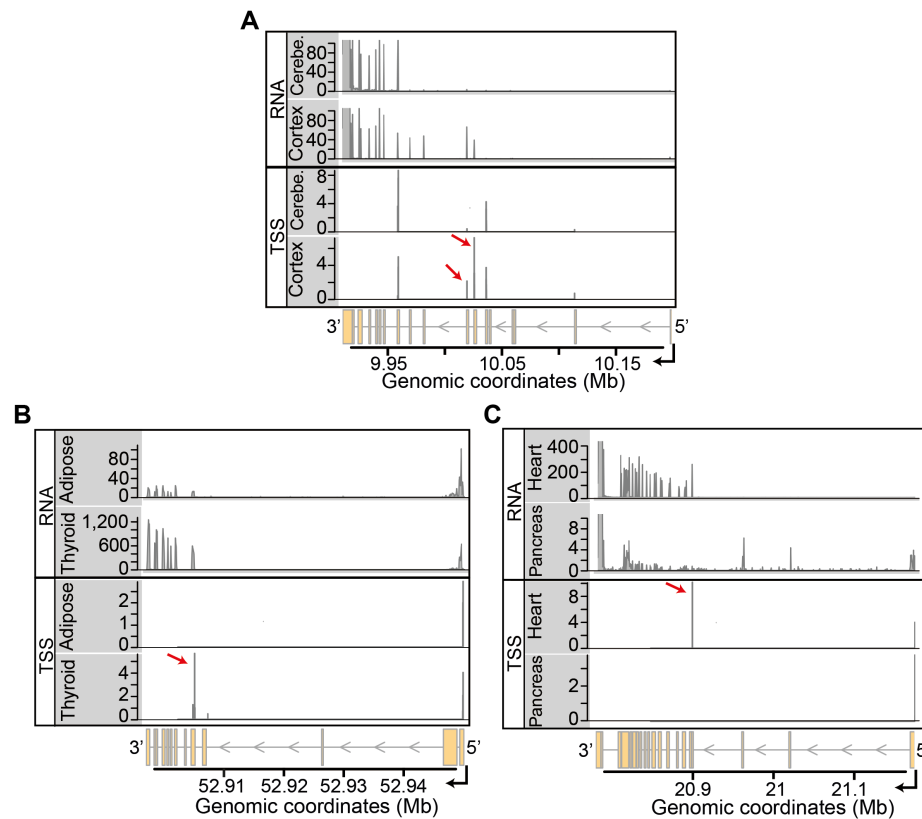 A
RNA
Cerebe.
80
40
0
Cortex
80
40
0
TSS
Cerebe.
8
4
0
Cortex
4
0
3’
5’
9.95
10.05
10.15
Genomic coordinates (Mb)
B
RNA
Adipose
80
40
0
Thyroid
1,200
600
0
TSS
Adipose
2
1
0
Thyroid
4
2
0
3’
5’
52.91
52.92
52.93
52.94
Genomic coordinates (Mb)
C
RNA
Heart
400
200
0
Pancreas
8
4
0
TSS
Heart
8
4
0
Pancreas
2
0
3’
5
20.9
21
21.1
Genomic coordinates (Mb)